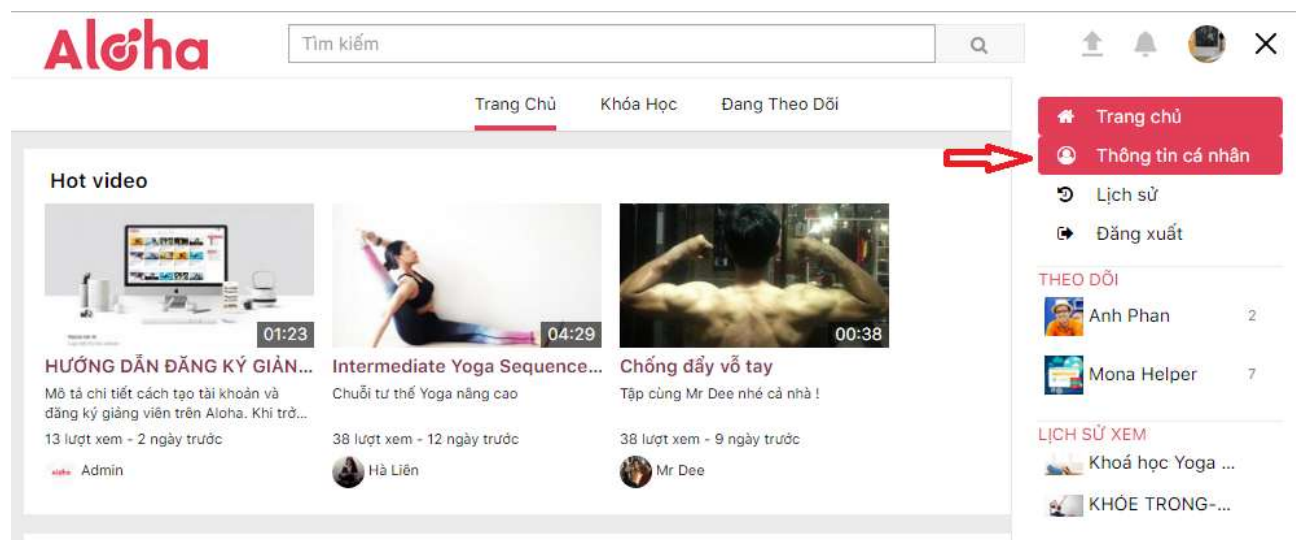 Aloha
Tìm kiếm
Trang Chủ Khóa Học Đang Theo Dõi
Hot video
01:23
HƯỚNG DẪN ĐĂNG KÝ GIẢN...
Mô tả chi tiết cách tạo tài khoản và
đăng ký giảng viên trên Aloha. Khi trở...
13 lượt xem - 2 ngày trước
Admin
04:29
Intermediate Yoga Sequence...
Chuỗi tư thế Yoga nâng cao
38 lượt xem - 12 ngày trước
Hà Liên
00:38
Chống đẩy vỗ tay
Tập cùng Mr Dee nhé cả nhà !
38 lượt xem - 9 ngày trước
Mr Dee
Trang chủ
Thông tin cá nhân
Lịch sử
Đăng xuất
THEO DÕI
Anh Phan 2
Mona Helper 7
LỊCH SỬ XEM
Khoá học Yoga ...
KHỎE TRONG-...